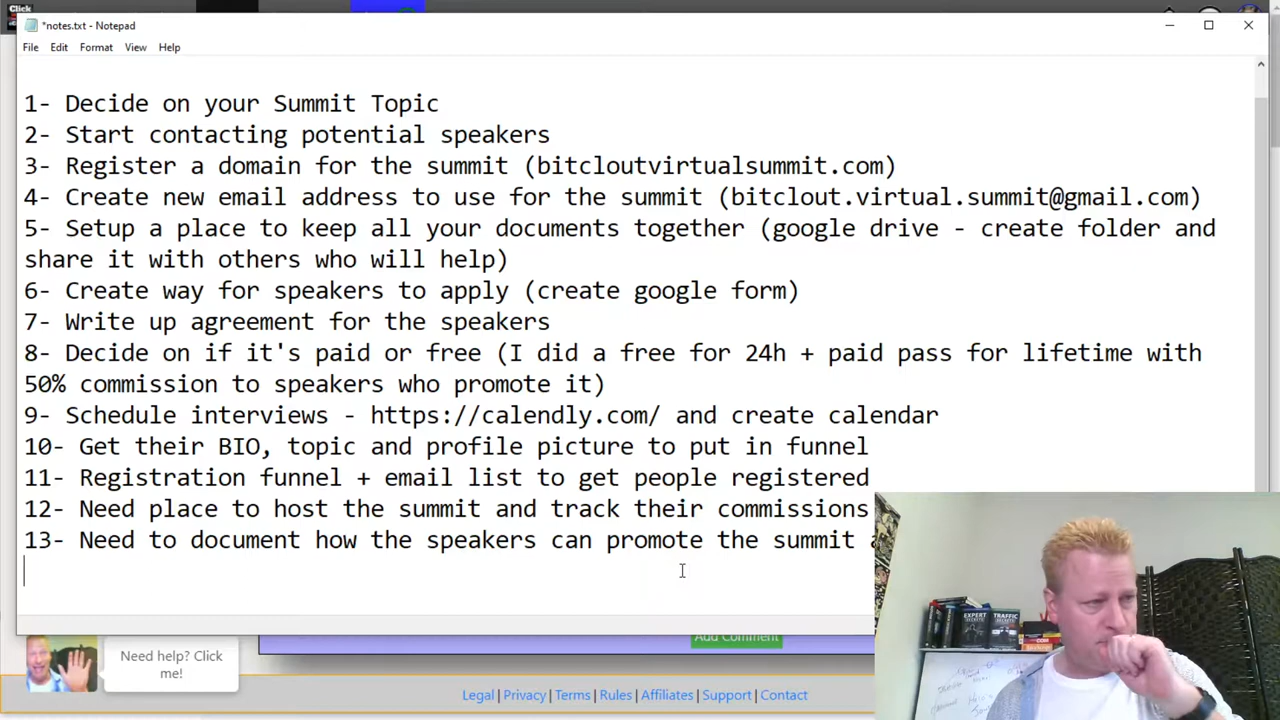 Click
*notes.txt - Notepad
File Edit Format View Help
1- Decide on your Summit Topic
2- Start contacting potential speakers
3- Register a domain for the summit (bitcloutvirtualsummit.com)
4- Create new email address to use for the summit (bitclout.virtual.summit@gmail.com)
5- Setup a place to keep all your documents together (google drive - create folder and
share it with others who will help)
6- Create way for speakers to apply (create google form)
7- Write up agreement for the speakers
8- Decide on if it's paid or free (I did a free for 24h + paid pass for lifetime with
50% commission to speakers who promote it)
9- Schedule interviews - https://calendly.com/ and create calendar
10- Get their BIO, topic and profile picture to put in funnel
11- Registration funnel + email list to get people registered
12- Need place to host the summit and track their commissions
13- Need to document how the speakers can promote the summit
EXPERT
SECRETS
TRAFFIC
SECRETS
Add Comment
Need help? Click
me!
Legal | Privacy | Terms | Rules | Affiliates | Support | Contact